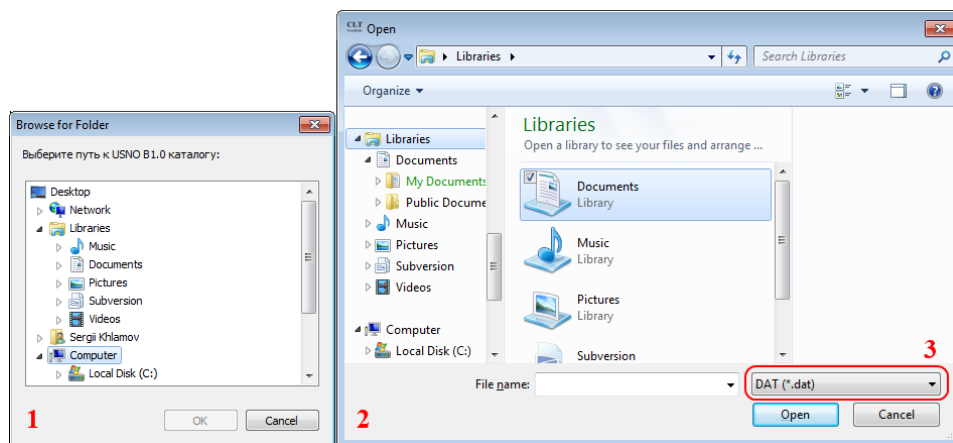 Browse for Folder
Выберите путь к USNO B1.0 каталогу:
Desktop
Network
Libraries
Music
Documents
Pictures
Subversion
Videos
Sergii Khlamov
Computer
Local Disk (C:)
1
OK
Cancel
CLT
Open
Libraries
Search Libraries
Organize
Libraries
Documents
My Documents
Public Docume
Music
Pictures
Subversion
Videos
Computer
Local Disk (C:)
Libraries
Open a library to see your files and arrange ...
Documents
Library
Music
Library
Pictures
Library
Subversion
3
File name:
DAT (*.dat)
2
Open
Cancel